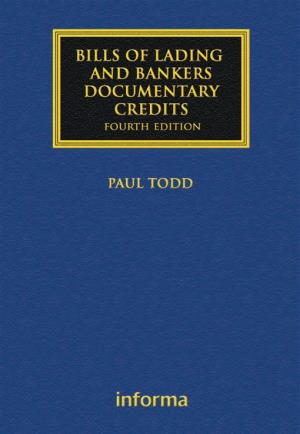 BILLS OF LADING
AND BANKERS
DOCUMENTARY
CREDITS
FOURTH EDITION
PAUL TODD
informa